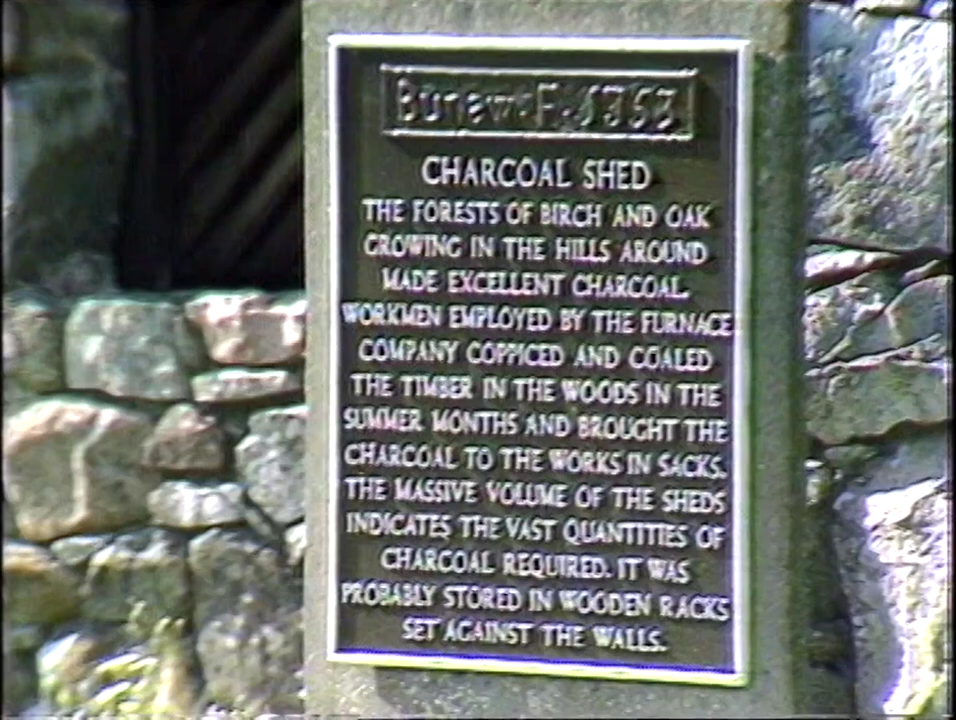 Bunew·F·1753
CHARCOAL SHED
THE FORESTS OF BIRCH AND OAK
GROWING IN THE HILLS AROUND
MADE EXCELLENT CHARCOAL.
WORKMEN EMPLOYED BY THE FURNACE
COMPANY COPPICED AND COALED
THE TIMBER IN THE WOODS IN THE
SUMMER MONTHS AND BROUGHT THE
CHARCOAL TO THE WORKS IN SACKS.
THE MASSIVE VOLUME OF THE SHEDS
INDICATES THE VAST QUANTITIES OF
CHARCOAL REQUIRED. IT WAS
PROBABLY STORED IN WOODEN RACKS
SET AGAINST THE WALLS.